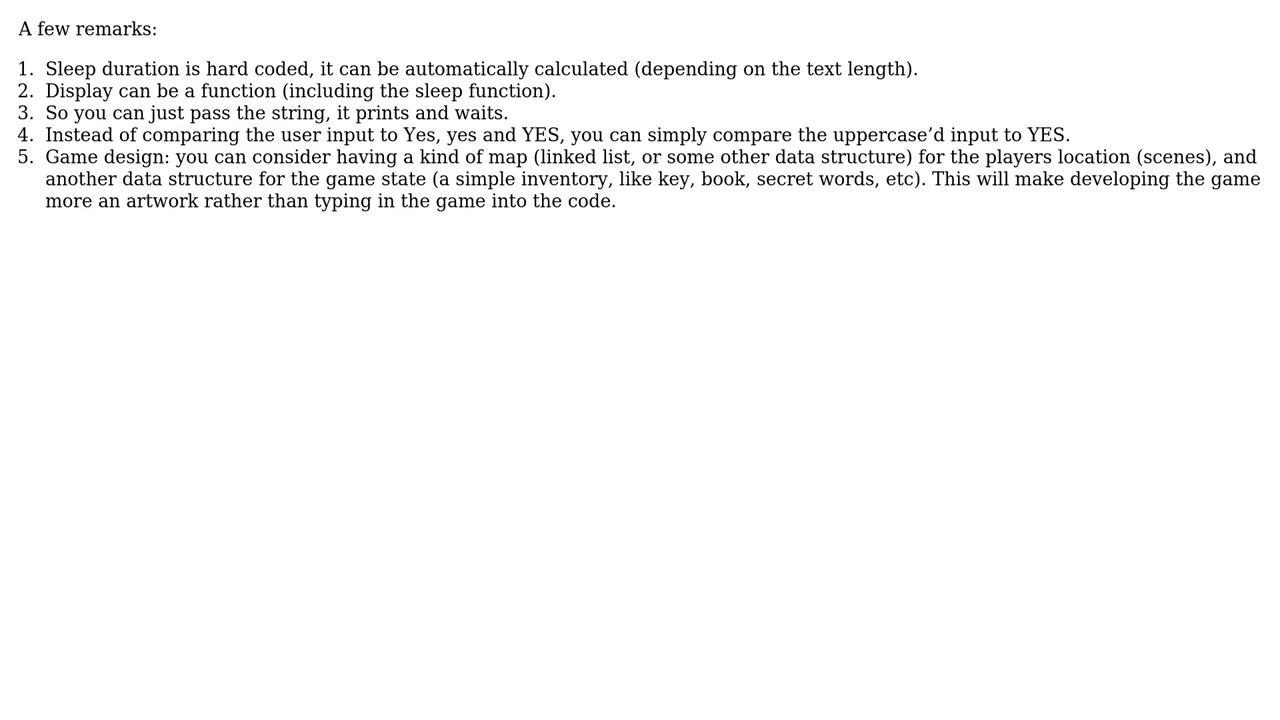 A few remarks:
1. Sleep duration is hard coded, it can be automatically calculated (depending on the text length).
2. Display can be a function (including the sleep function).
3. So you can just pass the string, it prints and waits.
4. Instead of comparing the user input to Yes, yes and YES, you can simply compare the uppercase’d input to YES.
5. Game design: you can consider having a kind of map (linked list, or some other data structure) for the players location (scenes), and
another data structure for the game state (a simple inventory, like key, book, secret words, etc). This will make developing the game
more an artwork rather than typing in the game into the code.